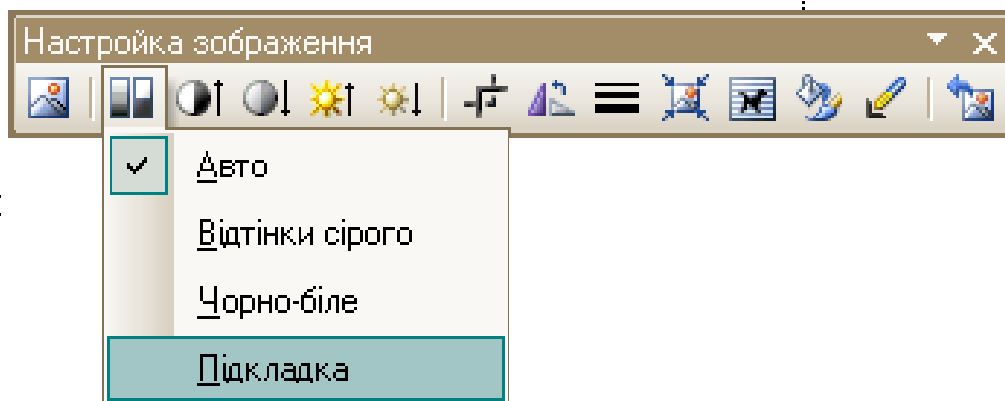 Настройка зображення
Авто
Відтінки сірого
Чорно-біле
Підкладка